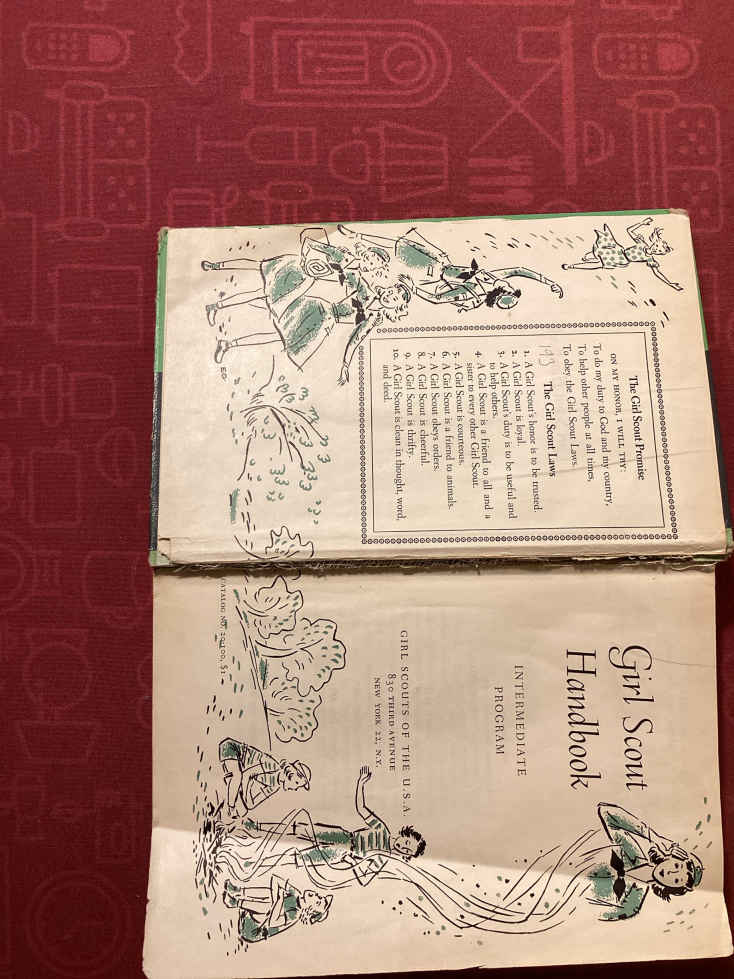 The Girl Scout Promise
ON MY HONOR, I WILL TRY:
To do my duty to God and my country,
To help other people at all times,
To obey the Girl Scout Laws.
193
The Girl Scout Laws
1. A Girl Scout's honor is to be trusted.
2. A Girl Scout is loyal.
3. A Girl Scout's duty is to be useful and
to help others.
4. A Girl Scout is a friend to all and a
sister to every other Girl Scout.
5. A Girl Scout is courteous.
6. A Girl Scout is a friend to animals.
7. A Girl Scout obeys orders.
8. A Girl Scout is cheerful.
9. A Girl Scout is thrifty.
10. A Girl Scout is clean in thought, word,
and deed.
Girl Scout
Handbook
INTERMEDIATE
PROGRAM
GIRL SCOUTS OF THE U.S.A.
830 THIRD AVENUE
NEW YORK 22, N.Y.
CATALOG NO. 20-100, $1